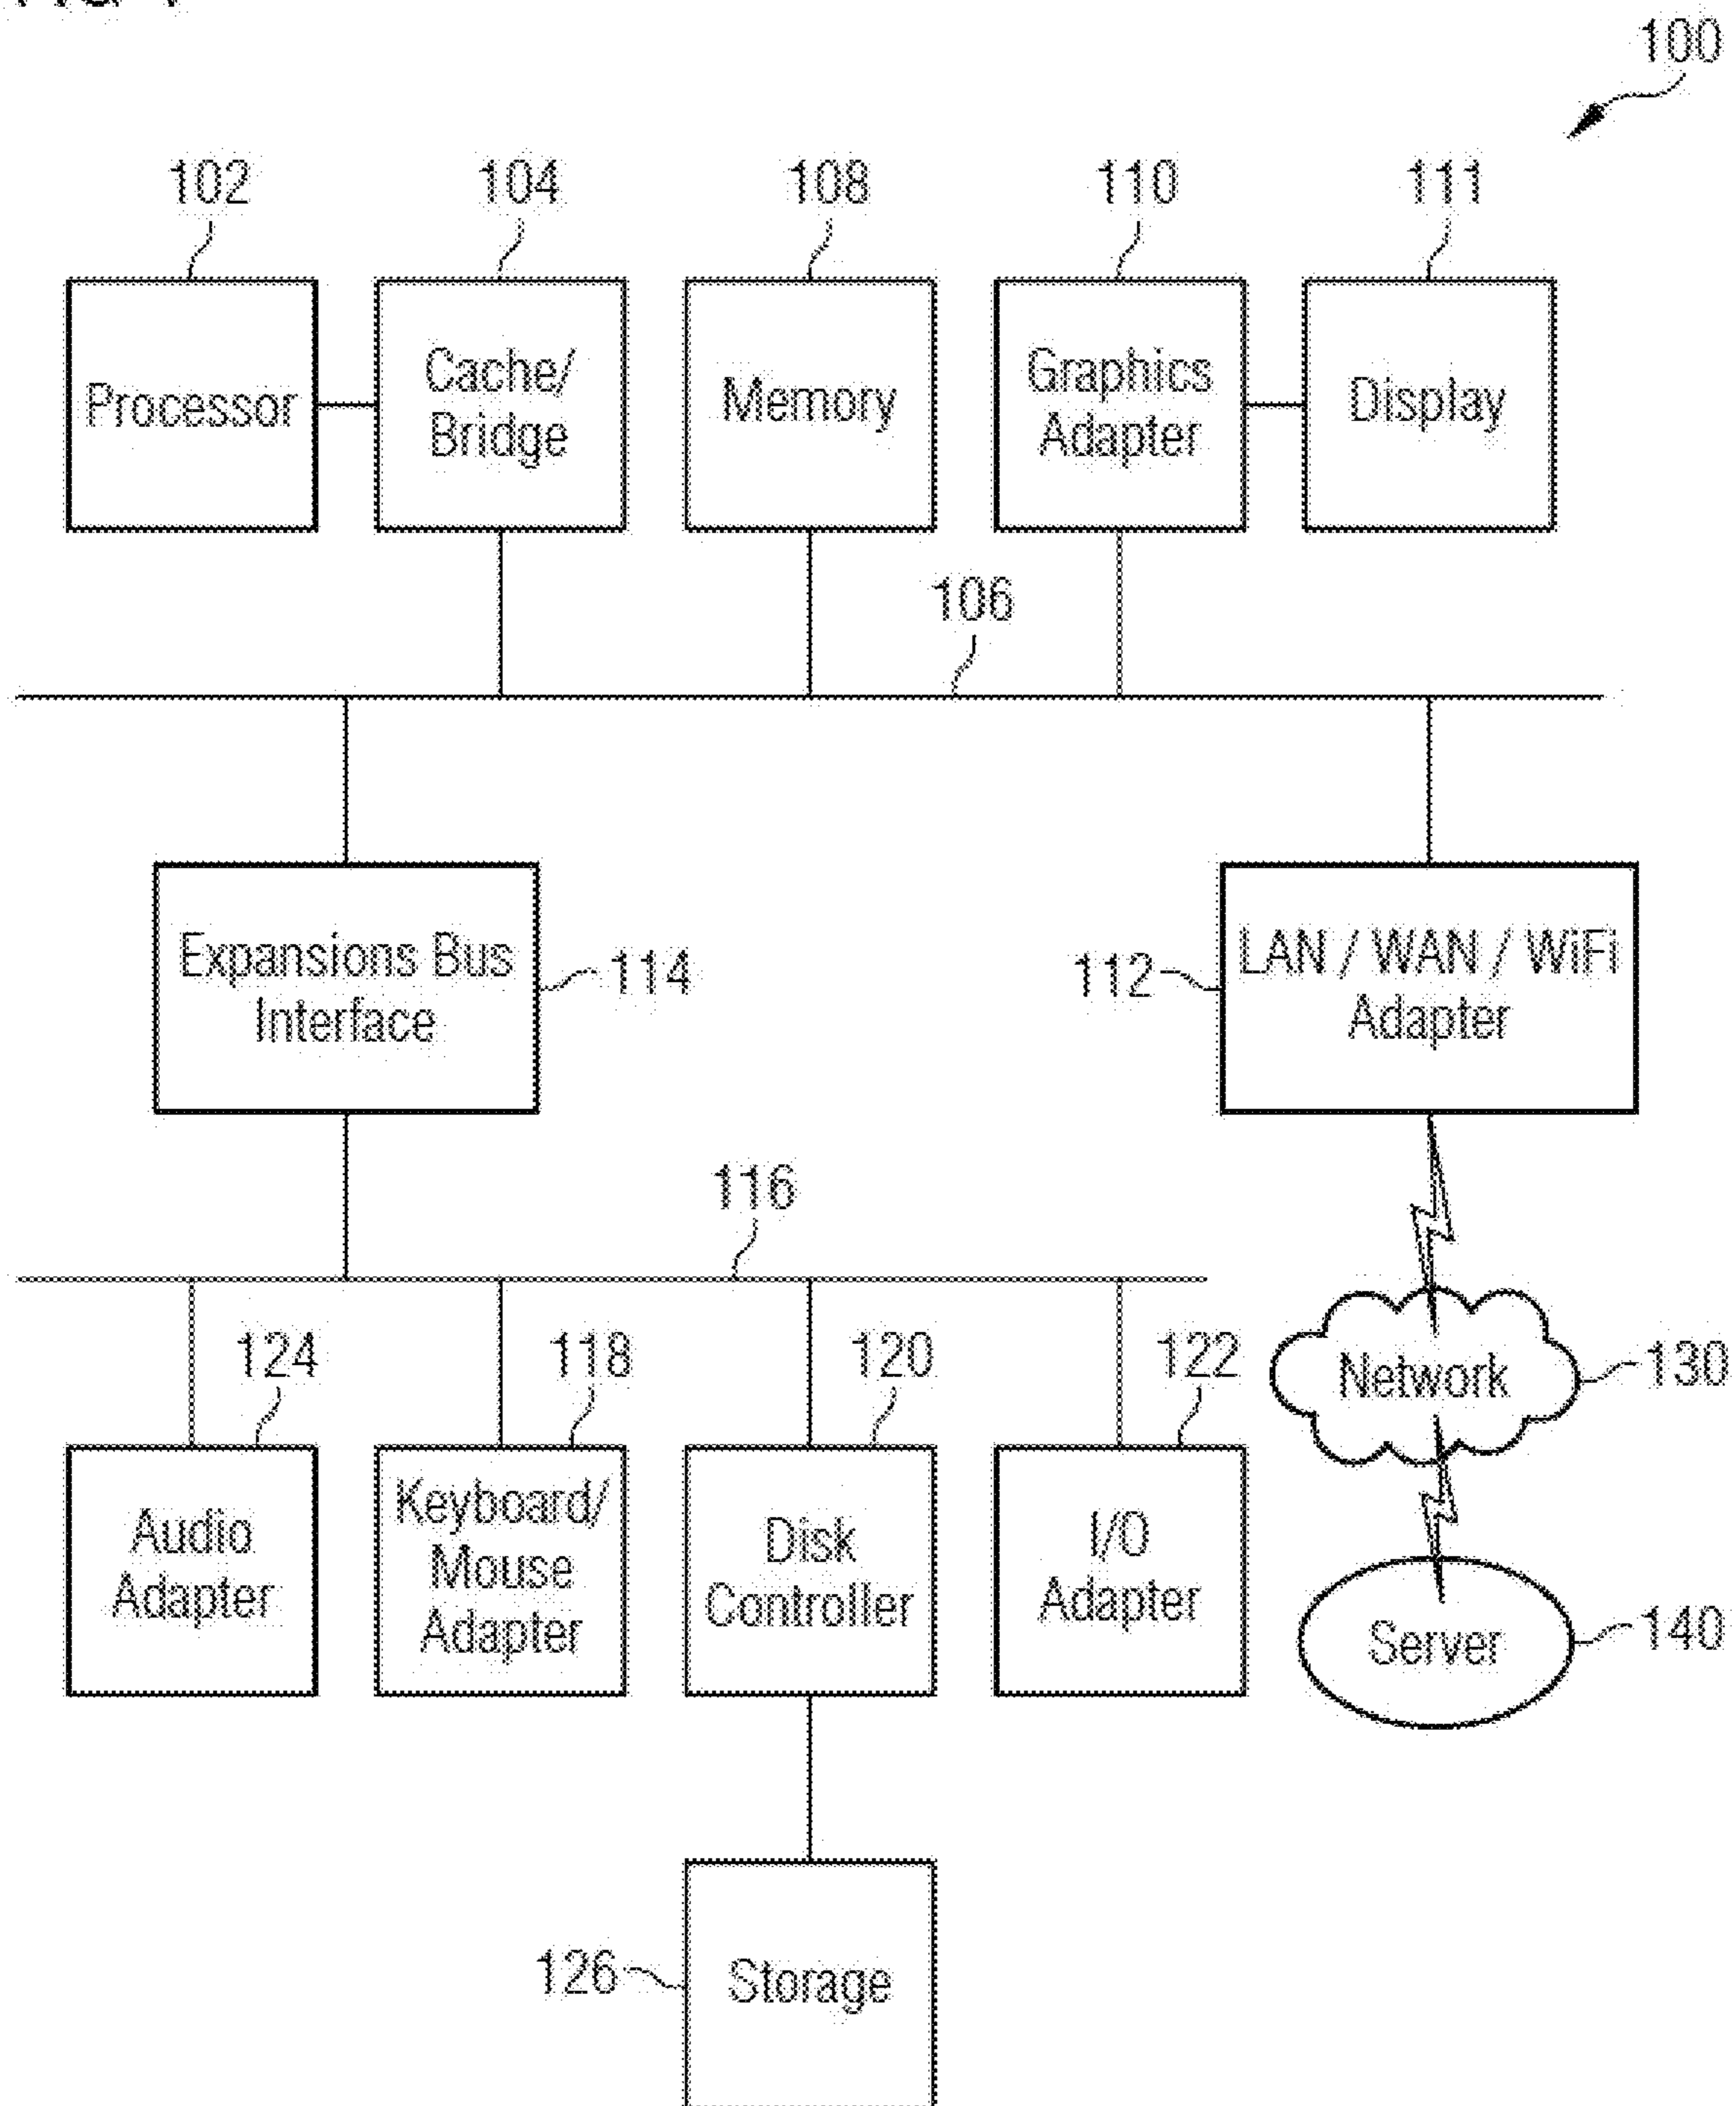 100
102
104
108
110
111
Processor
Cache/
Bridge
Memory
Graphics
Adapter
Display
106
Expansions Bus
Interface
114
112
LAN / WAN / WiFi
Adapter
116
124
118
120
122
Network
130
Audio
Adapter
Keyboard/
Mouse
Adapter
Disk
Controller
I/O
Adapter
Server
140
126
Storage